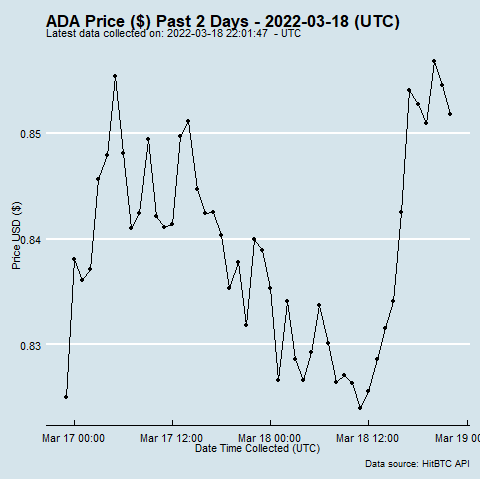 ADA Price ($) Past 2 Days - 2022-03-18 (UTC)
Latest data collected on: 2022-03-18 22:01:47 - UTC
0.85
0.84
0.83
Price USD ($)
Mar 17 00:00 Mar 17 12:00 Mar 18 00:00 Mar 18 12:00 Mar 19 00
Date Time Collected (UTC)
Data source: HitBTC API